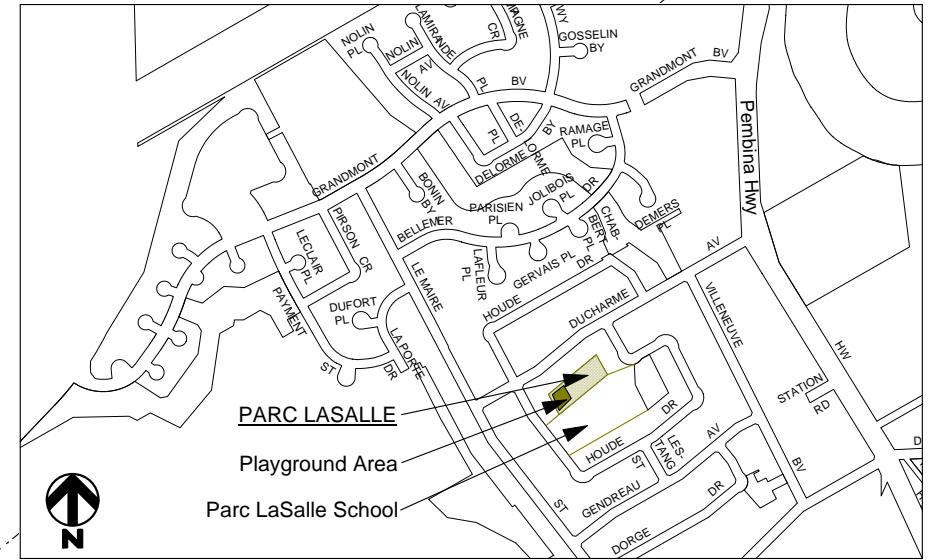 NOLIN
PL
LAMIRANDE
PL
NOLIN
AV
NOLIN AV
CR
WY
GOSSELIN
BY
GRANDMONT
BV
BV
Pembina Hwy
DE-
LORME
BY
PL
RAMAGE
PL
DELORME
GRANDMONT
BONIN
BY
JOLIBOIS
PL
DR
PARISIEN
PL
BELLEMER
CHAB-
BERT
PL
DEMERS
PL
PIRSON
CR
LECLAIR
PL
LE MAIRE
ST
LAFLEUR
PL
GERVAIS PL
HOUDE
DR
DUCHARME
AV
PAYMENT
ST
DUFORT
PL
LA PORTE
DR
VILLENEUVE
BV
HW
STATION
RD
PARC LASALLE
Playground Area
Parc LaSalle School
HOUDE
DR
LES-
TANG
ST
GENDREAU
AV
DORGE
DR
D
N